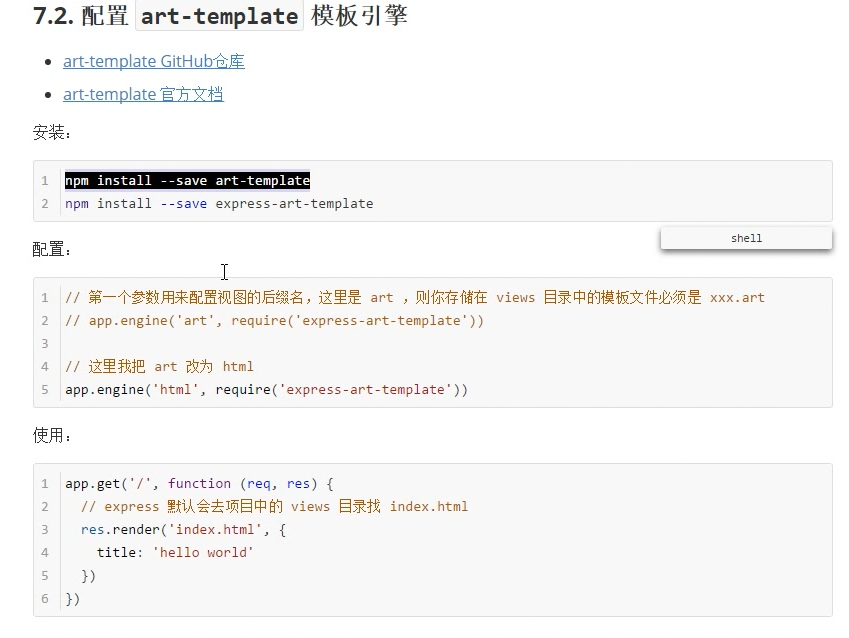 7.2. 配置 art-template 模板引擎
art-template GitHub仓库
art-template 官方文档
安装：
1 npm install --save art-template
2 npm install --save express-art-template
shell
配置：
1 // 第一个参数用来配置视图的后缀名，这里是 art ，则你存储在 views 目录中的模板文件必须是 xxx.art
2 // app.engine('art', require('express-art-template'))
3
4 // 这里我把 art 改为 html
5 app.engine('html', require('express-art-template'))
使用：
1 app.get('/', function (req, res) {
2   // express 默认会去项目中的 views 目录找 index.html
3   res.render('index.html', {
4     title: 'hello world'
5   })
6 })